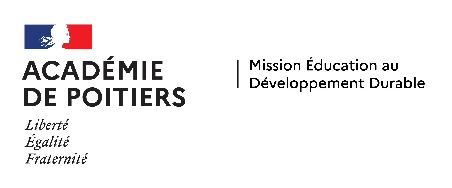 ACADÉMIE
DE POITIERS
Liberté
Égalité
Fraternité
Mission Éducation au
Développement Durable